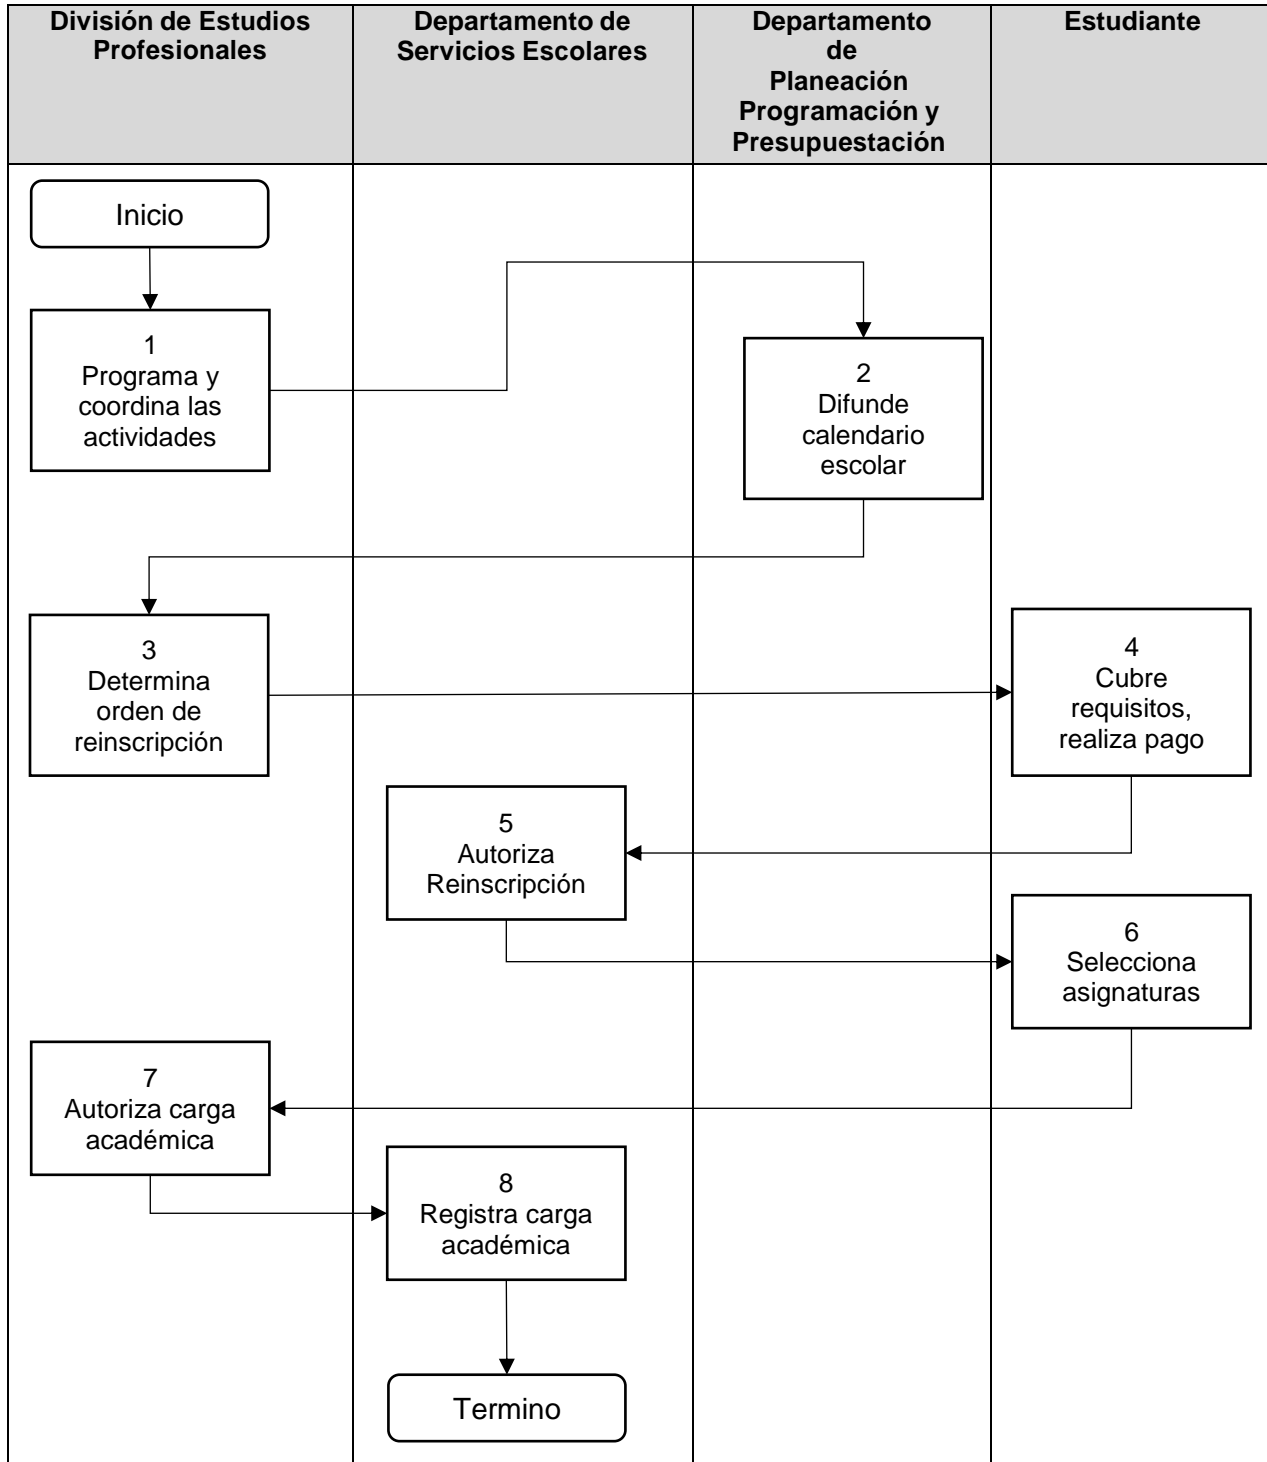 División de Estudios
Profesionales
Departamento de
Servicios Escolares
Departamento
de
Planeación
Programación y
Presupuestación
Estudiante
Inicio
1
Programa y
coordina las
actividades
2
Difunde
calendario
escolar
3
Determina
orden de
reinscripción
4
Cubre
requisitos,
realiza pago
5
Autoriza
Reinscripción
6
Selecciona
asignaturas
7
Autoriza carga
académica
8
Registra carga
académica
Termino